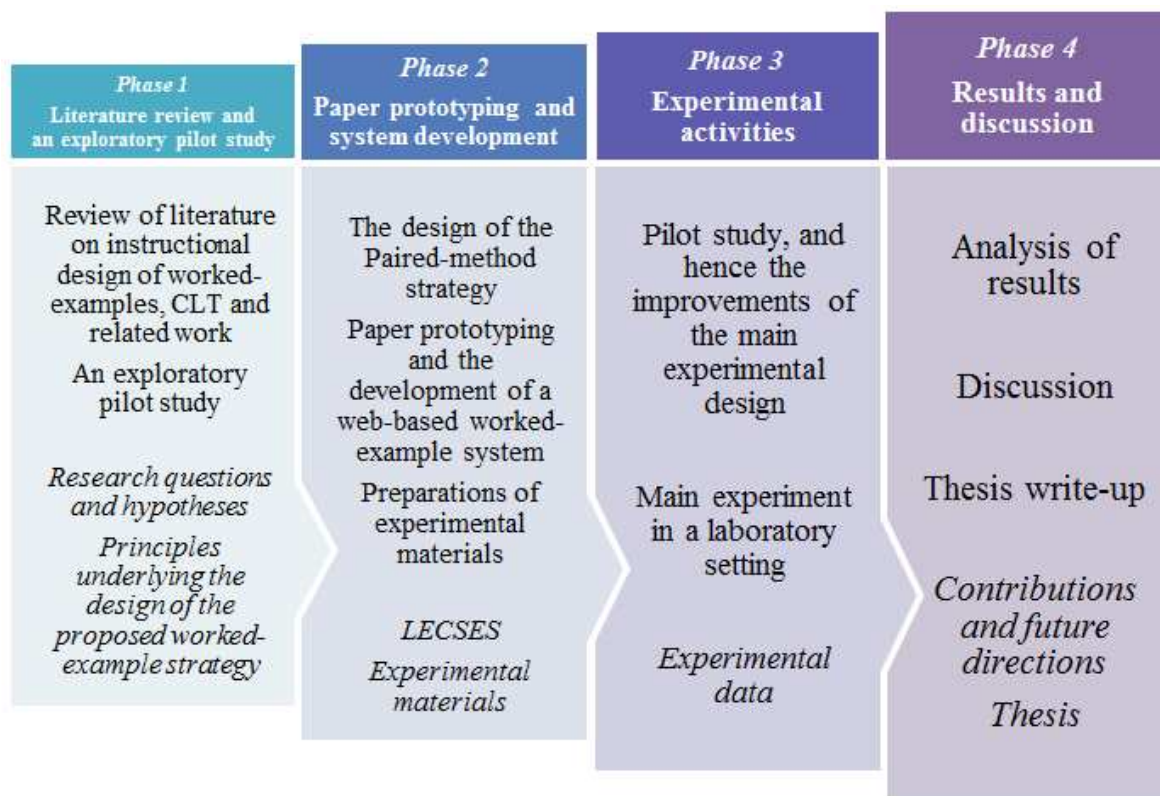 Phase 1
Literature review and
an exploratory pilot study
Review of literature
on instructional
design of worked-
examples, CLT and
related work
An exploratory
pilot study
Research questions
and hypotheses
Principles
underlying the
design of the
proposed worked-
example strategy
Phase 2
Paper prototyping and
system development
The design of the
Paired-method
strategy
Paper prototyping
and the
development of a
web-based worked-
example system
Preparations of
experimental
materials
LECSES
Experimental
materials
Phase 3
Experimental
activities
Pilot study, and
hence the
improvements of
the main
experimental
design
Main experiment
in a laboratory
setting
Experimental
data
Phase 4
Results and
discussion
Analysis of
results
Discussion
Thesis write-up
Contributions
and future
directions
Thesis